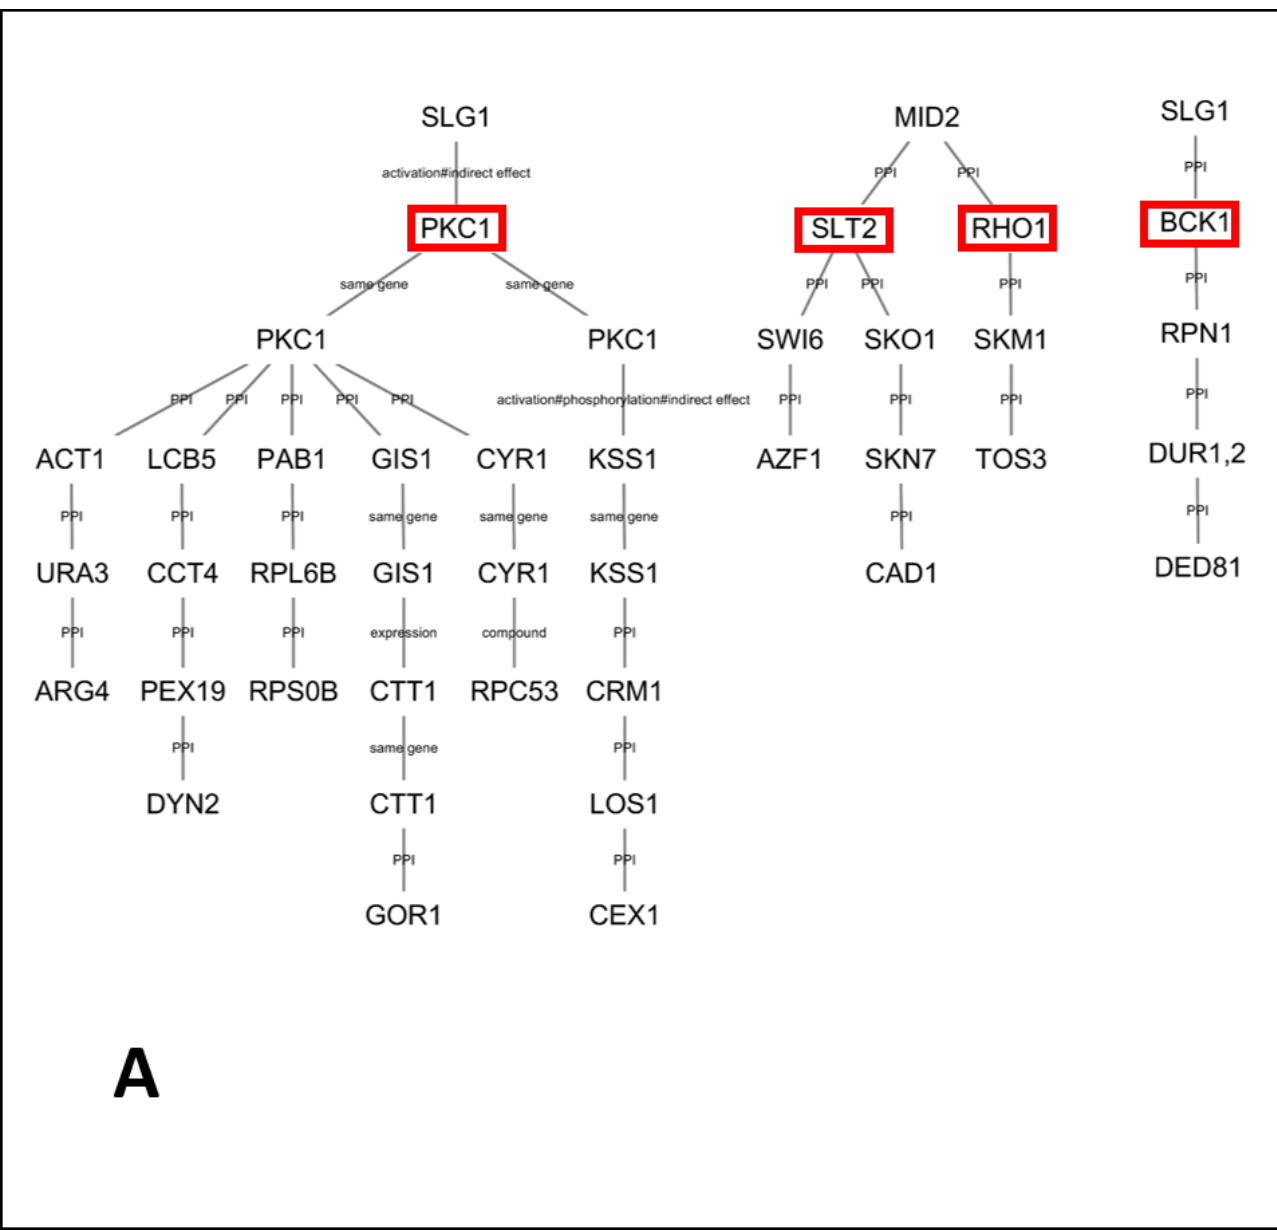 SLG1 MID2 SLG1
activation#indirect effect PPI PPI PPI
PKC1 SLT2 RHO1 BCK1
same gene same gene PPI PPI PPI PPI
PKC1 PKC1 SWI6 SKO1 SKM1 RPN1
PPI PPI PPI PPI PPI activation#phosphorylation#indirect effect PPI PPI PPI PPI
ACT1 LCB5 PAB1 GIS1 CYR1 KSS1 AZF1 SKN7 TOS3 DUR1,2
PPI PPI PPI same gene same gene same gene PPI PPI
URA3 CCT4 RPL6B GIS1 CYR1 KSS1 CAD1 DED81
PPI PPI PPI expression compound PPI
ARG4 PEX19 RPS0B CTT1 RPC53 CRM1
PPI same gene PPI
DYN2 CTT1 LOS1
PPI PPI
GOR1 CEX1
A